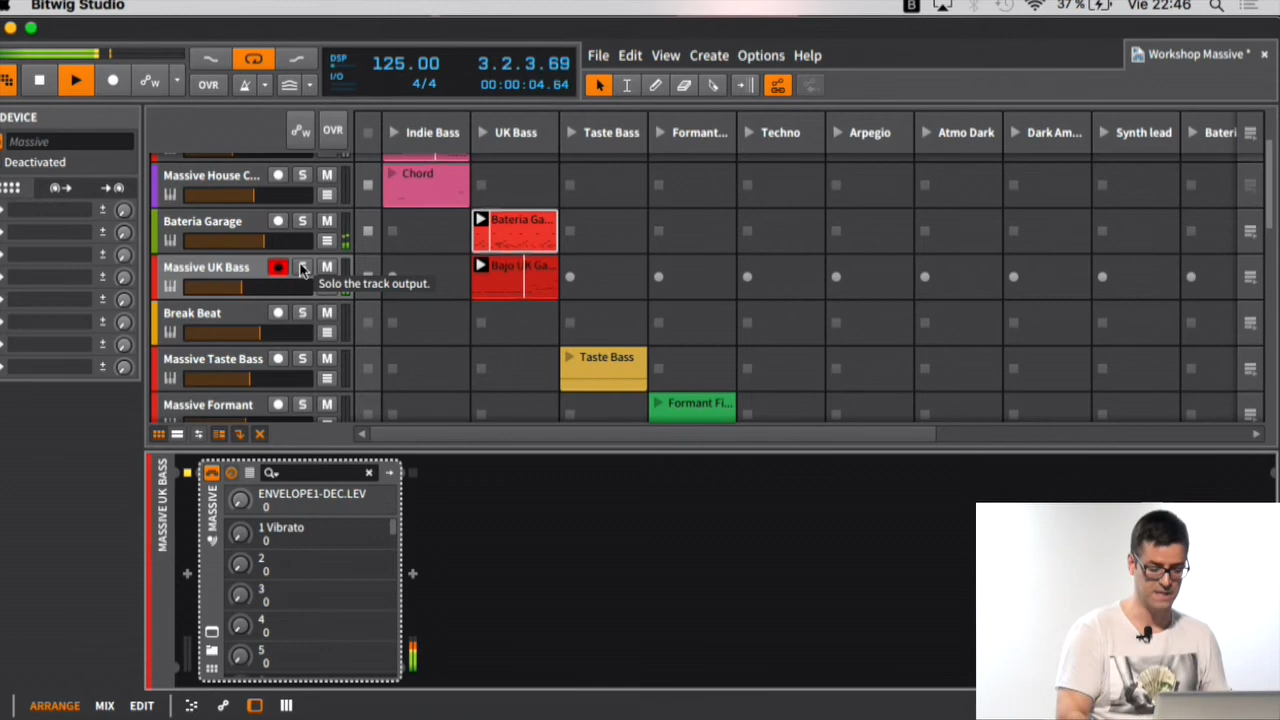 Bitwig Studio
37 %
Vie 22:46
DSP
I/O
125.00
4/4
3.2.3.69
00:00:04.64
File Edit View Create Options Help
Workshop Massive *
OVR
DEVICE
Massive
Deactivated
OVR
Indie Bass
UK Bass
Taste Bass
Formant...
Techno
Arpegio
Atmo Dark
Dark Am...
Synth lead
Bateri
Massive House C...
S M
Chord
Bateria Garage
S M
Bateria Ga...
Massive UK Bass
S M
Bajo UK Ga...
Solo the track output.
Break Beat
S M
Massive Taste Bass
S M
Taste Bass
Massive Formant
S M
Formant Fi...
MASSIVE UK BASS
MASSIVE
ENVELOPE1-DEC.LEV
0
1 Vibrato
0
2
0
3
0
4
0
5
0
ARRANGE MIX EDIT